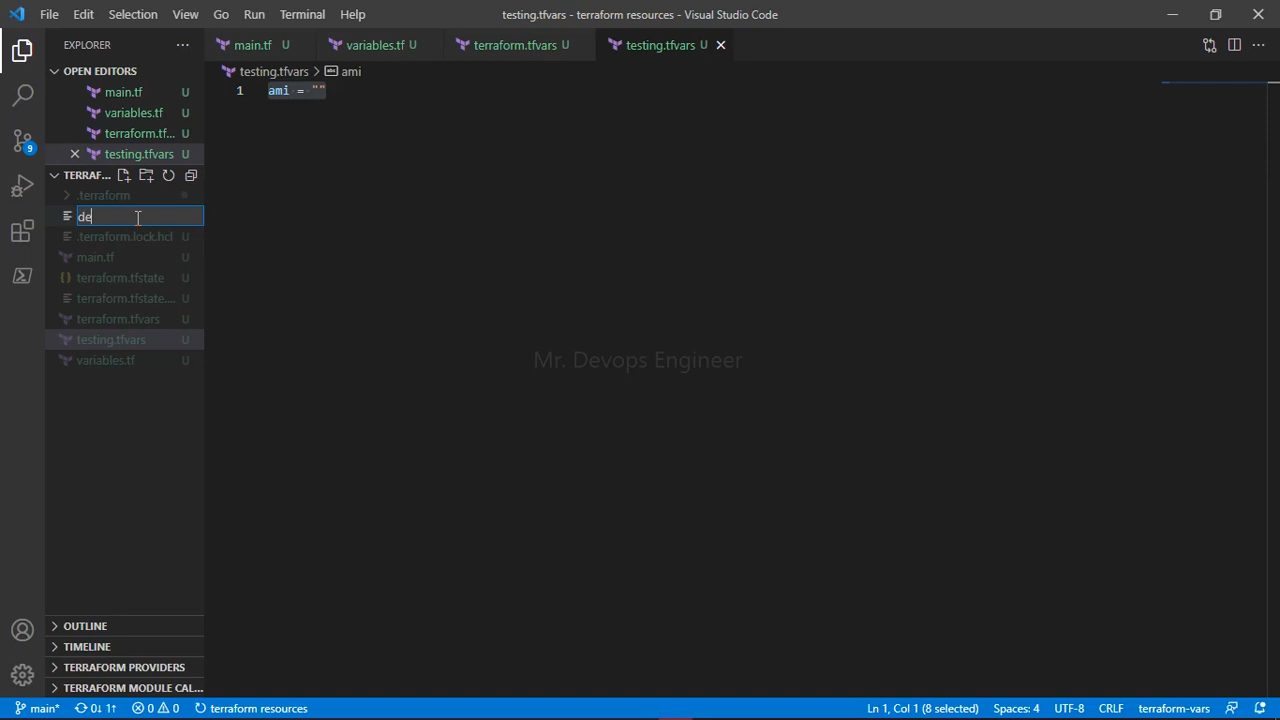 File Edit Selection View Go Run Terminal Help
testing.tfvars - terraform resources - Visual Studio Code
EXPLORER
main.tf U
variables.tf U
terraform.tfvars U
testing.tfvars U
testing.tfvars > ami
OPEN EDITORS
main.tf U
variables.tf U
terraform.tf... U
testing.tfvars U
TERRAF...
.terraform
de
.terraform.lock.hcl U
main.tf U
terraform.tfstate U
terraform.tfstate.... U
terraform.tfvars U
testing.tfvars U
variables.tf U
1 ami = ""
Mr. Devops Engineer
9
OUTLINE
TIMELINE
TERRAFORM PROVIDERS
TERRAFORM MODULE CAL...
main* 0↓ 1↑ 0 0 terraform resources
Ln 1, Col 1 (8 selected) Spaces: 4 UTF-8 CRLF terraform-vars